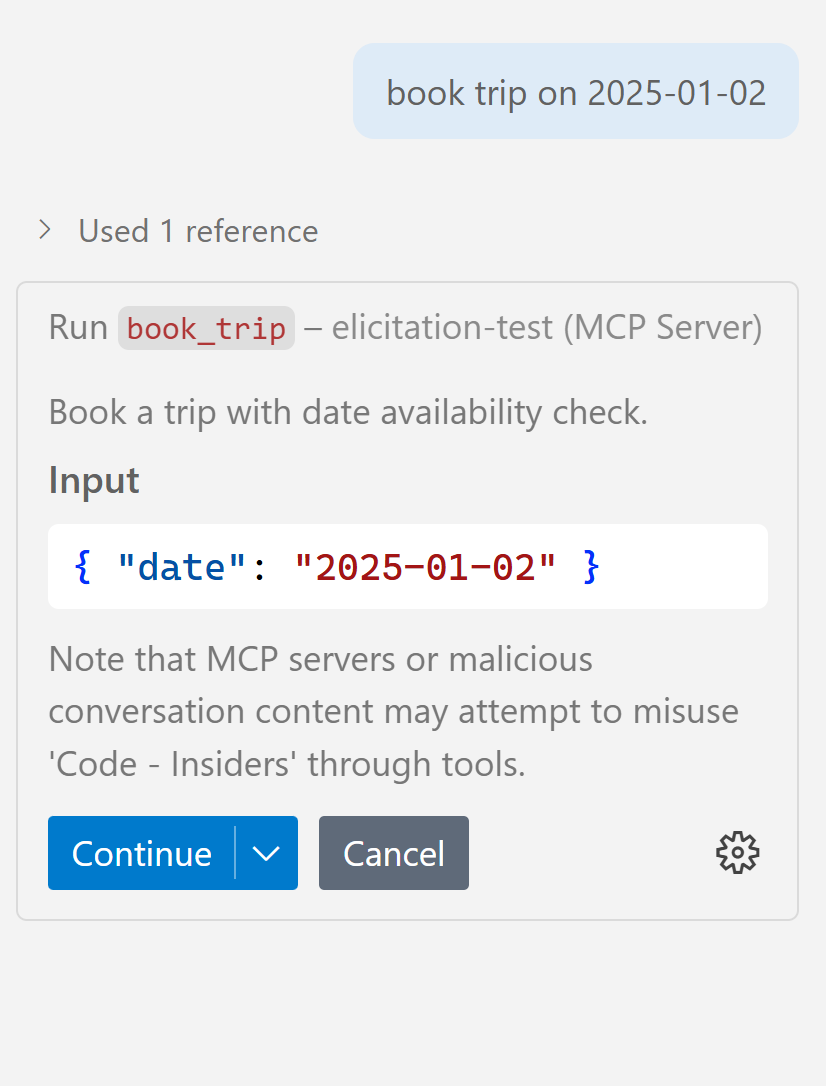 book trip on 2025-01-02
Used 1 reference
Run book_trip – elicitation-test (MCP Server)
Book a trip with date availability check.
Input
{ "date": "2025-01-02" }
Note that MCP servers or malicious
conversation content may attempt to misuse
'Code - Insiders' through tools.
Continue
Cancel